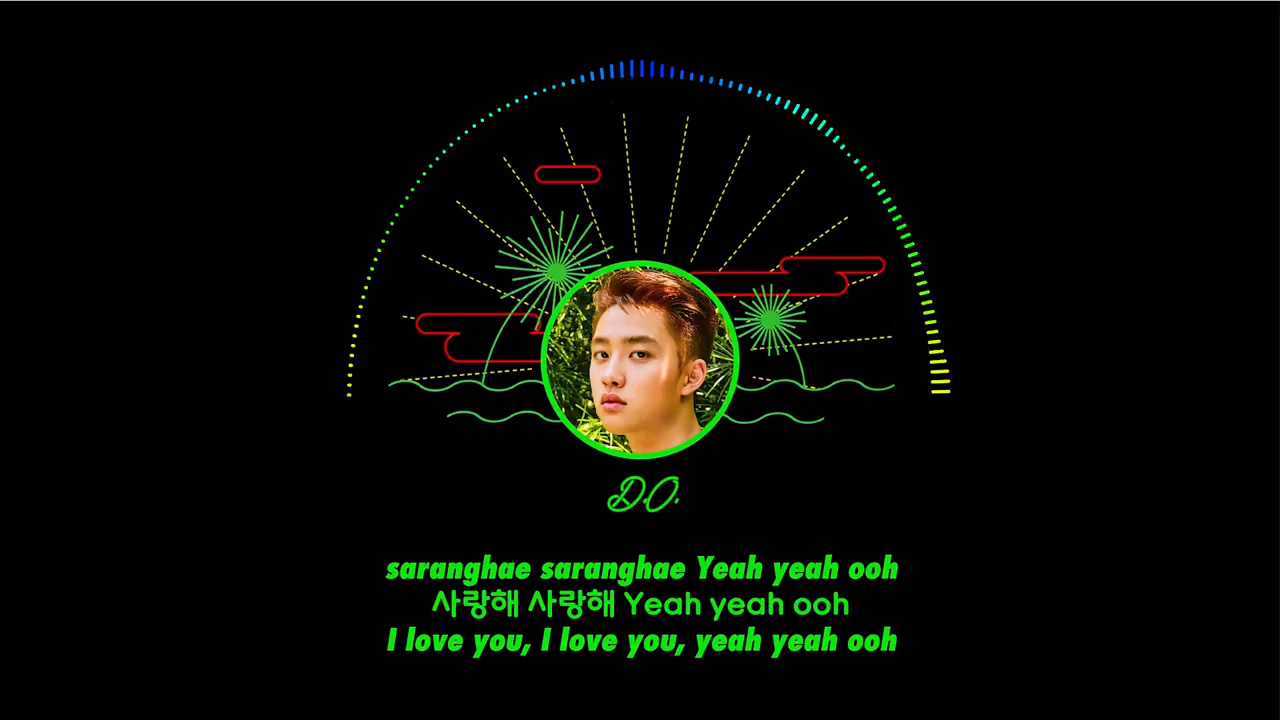 D.O.
saranghae saranghae Yeah yeah ooh
사랑해 사랑해 Yeah yeah ooh
I love you, I love you, yeah yeah ooh